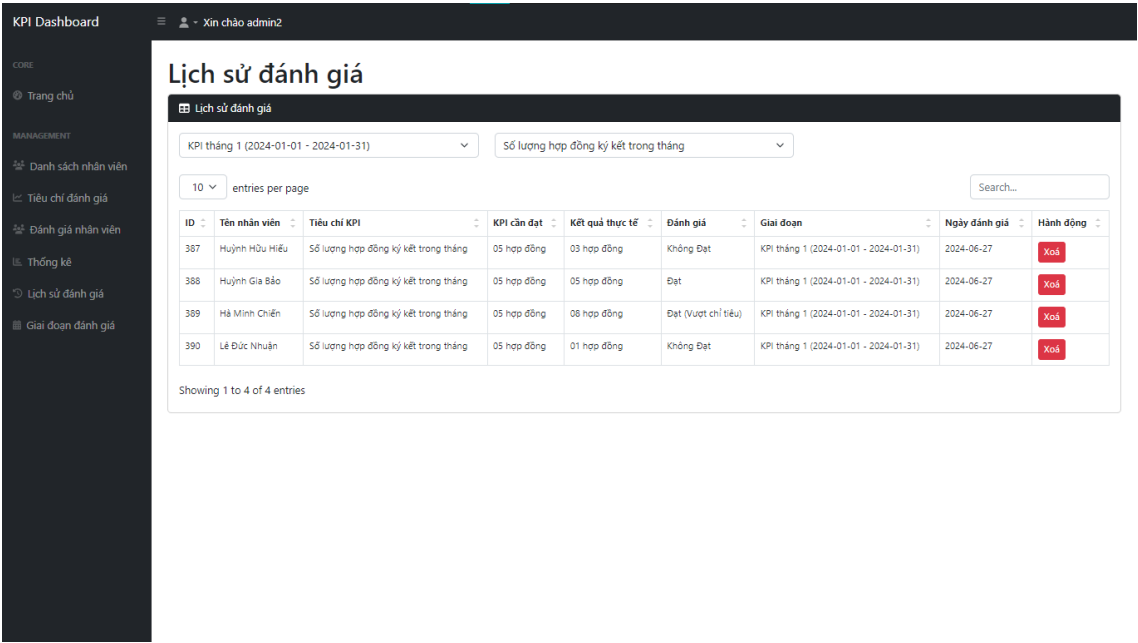 KPI Dashboard
Xin chào admin2
CORE
Trang chủ
MANAGEMENT
Danh sách nhân viên
Tiêu chí đánh giá
Đánh giá nhân viên
Thống kê
Lịch sử đánh giá
Giai đoạn đánh giá
Lịch sử đánh giá
Lịch sử đánh giá
KPI tháng 1 (2024-01-01 - 2024-01-31) Số lượng hợp đồng ký kết trong tháng
10 entries per page Search...
ID Tên nhân viên Tiêu chí KPI KPI cần đạt Kết quả thực tế Đánh giá Giai đoạn Ngày đánh giá Hành động
387 Huỳnh Hữu Hiếu Số lượng hợp đồng ký kết trong tháng 05 hợp đồng 03 hợp đồng Không Đạt KPI tháng 1 (2024-01-01 - 2024-01-31) 2024-06-27 Xoá
388 Huỳnh Gia Bảo Số lượng hợp đồng ký kết trong tháng 05 hợp đồng 05 hợp đồng Đạt KPI tháng 1 (2024-01-01 - 2024-01-31) 2024-06-27 Xoá
389 Hà Minh Chiến Số lượng hợp đồng ký kết trong tháng 05 hợp đồng 08 hợp đồng Đạt (Vượt chỉ tiêu) KPI tháng 1 (2024-01-01 - 2024-01-31) 2024-06-27 Xoá
390 Lê Đức Nhuận Số lượng hợp đồng ký kết trong tháng 05 hợp đồng 01 hợp đồng Không Đạt KPI tháng 1 (2024-01-01 - 2024-01-31) 2024-06-27 Xoá
Showing 1 to 4 of 4 entries